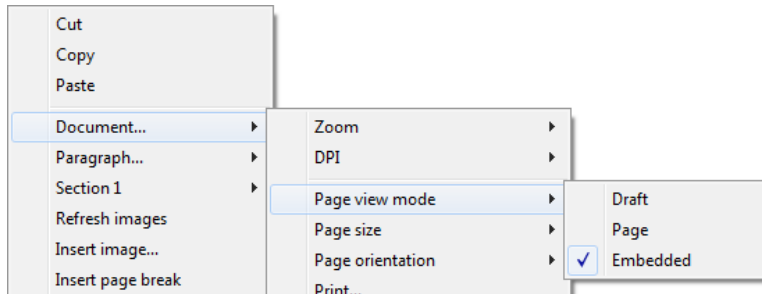 Cut
Copy
Paste
Document...
Paragraph...
Section 1
Refresh images
Insert image...
Insert page break
Zoom
DPI
Page view mode
Page size
Page orientation
Print...
Draft
Page
Embedded